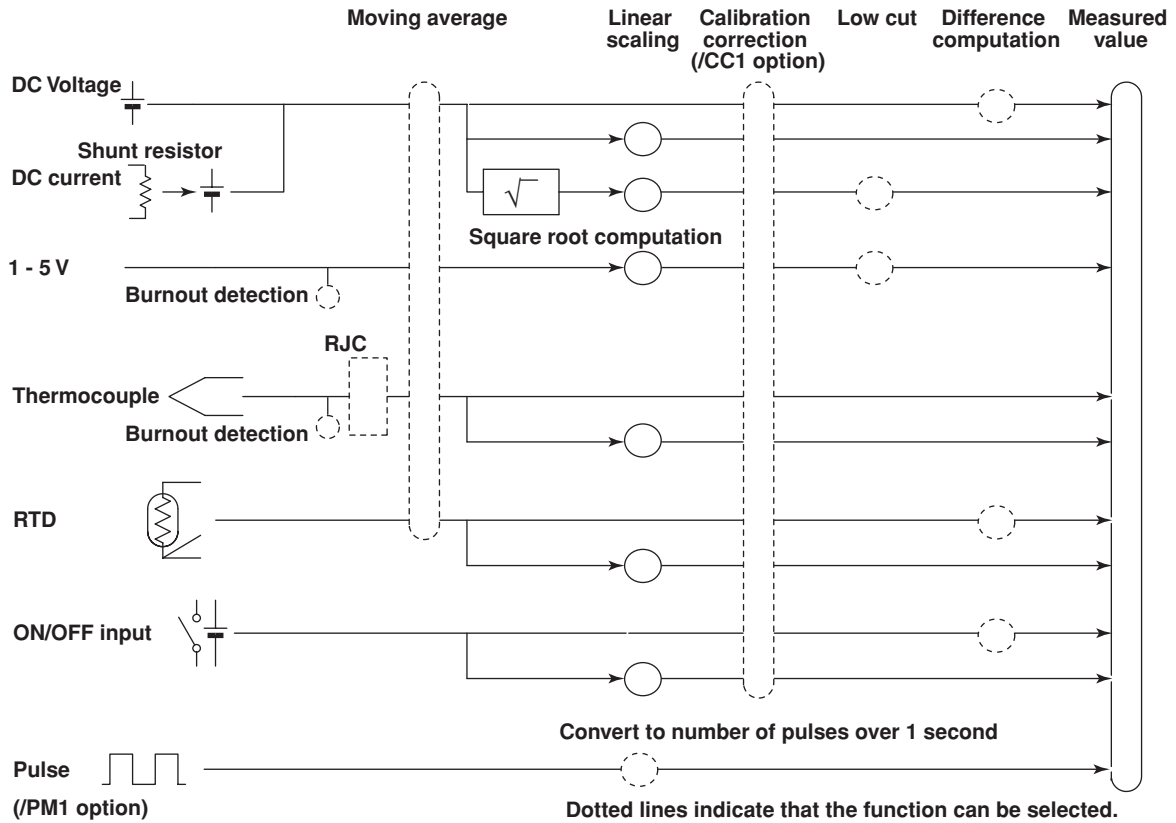 Moving average
Linear
scaling
Calibration
correction
(/CC1 option)
Low cut
Difference
computation
Measured
value
DC Voltage
Shunt resistor
DC current
√
Square root computation
1 - 5 V
Burnout detection
RJC
Thermocouple
Burnout detection
RTD
ON/OFF input
Convert to number of pulses over 1 second
Pulse
(/PM1 option)
Dotted lines indicate that the function can be selected.